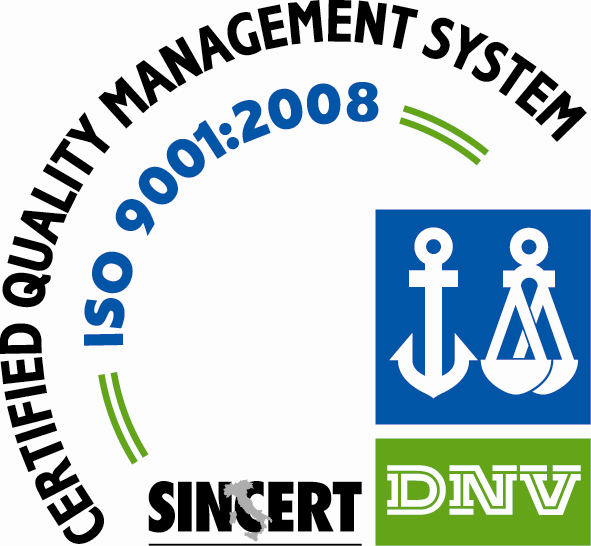 CERTIFIED QUALITY MANAGEMENT SYSTEM
ISO 9001:2008
SINCERT
DNV